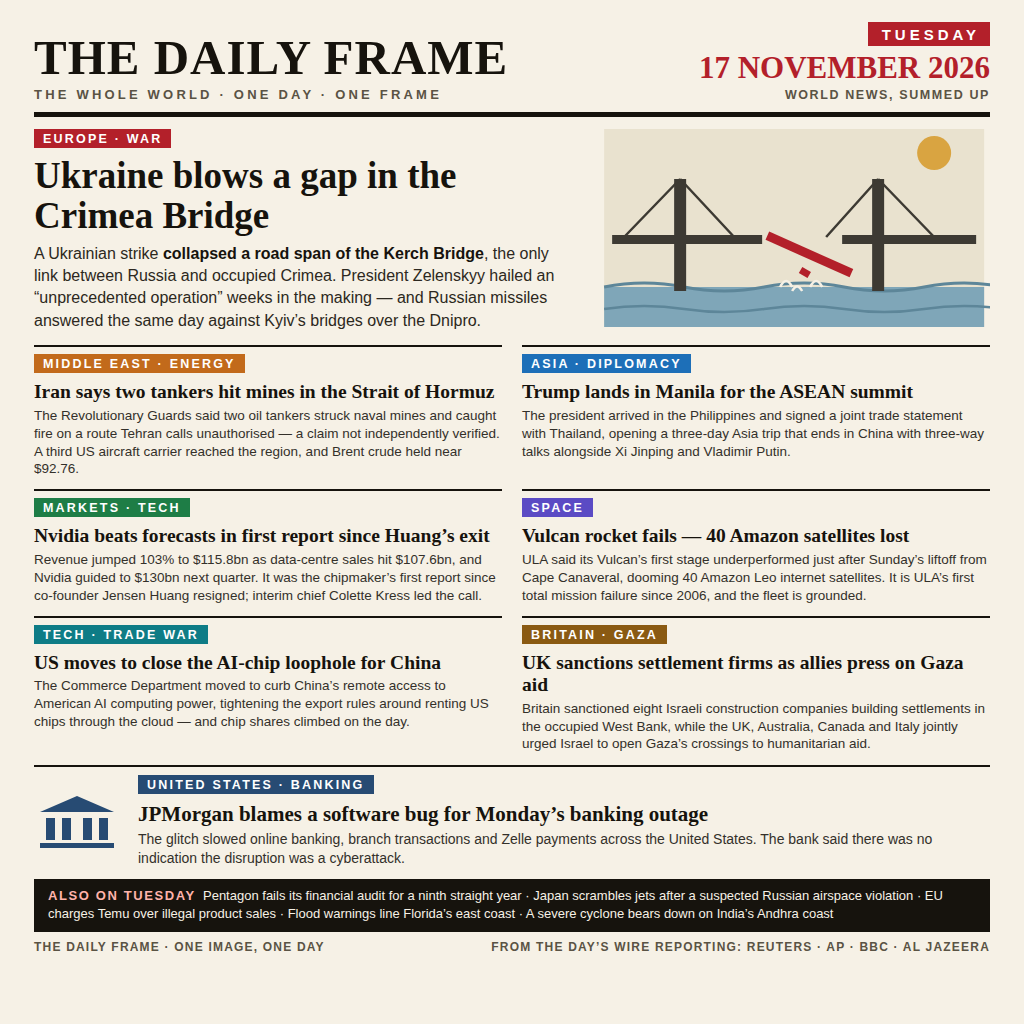 THE DAILY FRAME
THE WHOLE WORLD · ONE DAY · ONE FRAME
TUESDAY
17 NOVEMBER 2026
WORLD NEWS, SUMMED UP
EUROPE · WAR
Ukraine blows a gap in the
Crimea Bridge
A Ukrainian strike collapsed a road span of the Kerch Bridge, the only
link between Russia and occupied Crimea. President Zelenskyy hailed an
“unprecedented operation” weeks in the making — and Russian missiles
answered the same day against Kyiv’s bridges over the Dnipro.
MIDDLE EAST · ENERGY
Iran says two tankers hit mines in the Strait of Hormuz
The Revolutionary Guards said two oil tankers struck naval mines and caught
fire on a route Tehran calls unauthorised — a claim not independently verified.
A third US aircraft carrier reached the region, and Brent crude held near
$92.76.
ASIA · DIPLOMACY
Trump lands in Manila for the ASEAN summit
The president arrived in the Philippines and signed a joint trade statement
with Thailand, opening a three-day Asia trip that ends in China with three-way
talks alongside Xi Jinping and Vladimir Putin.
MARKETS · TECH
Nvidia beats forecasts in first report since Huang’s exit
Revenue jumped 103% to $115.8bn as data-centre sales hit $107.6bn, and
Nvidia guided to $130bn next quarter. It was the chipmaker’s first report since
co-founder Jensen Huang resigned; interim chief Colette Kress led the call.
SPACE
Vulcan rocket fails — 40 Amazon satellites lost
ULA said its Vulcan’s first stage underperformed just after Sunday’s liftoff from
Cape Canaveral, dooming 40 Amazon Leo internet satellites. It is ULA’s first
total mission failure since 2006, and the fleet is grounded.
TECH · TRADE WAR
US moves to close the AI-chip loophole for China
The Commerce Department moved to curb China’s remote access to
American AI computing power, tightening the export rules around renting US
chips through the cloud — and chip shares climbed on the day.
BRITAIN · GAZA
UK sanctions settlement firms as allies press on Gaza
aid
Britain sanctioned eight Israeli construction companies building settlements in
the occupied West Bank, while the UK, Australia, Canada and Italy jointly
urged Israel to open Gaza’s crossings to humanitarian aid.
UNITED STATES · BANKING
JPMorgan blames a software bug for Monday’s banking outage
The glitch slowed online banking, branch transactions and Zelle payments across the United States. The bank said there was no
indication the disruption was a cyberattack.
ALSO ON TUESDAY Pentagon fails its financial audit for a ninth straight year · Japan scrambles jets after a suspected Russian airspace violation · EU
charges Temu over illegal product sales · Flood warnings line Florida’s east coast · A severe cyclone bears down on India’s Andhra coast
THE DAILY FRAME · ONE IMAGE, ONE DAY
FROM THE DAY’S WIRE REPORTING: REUTERS · AP · BBC · AL JAZEERA